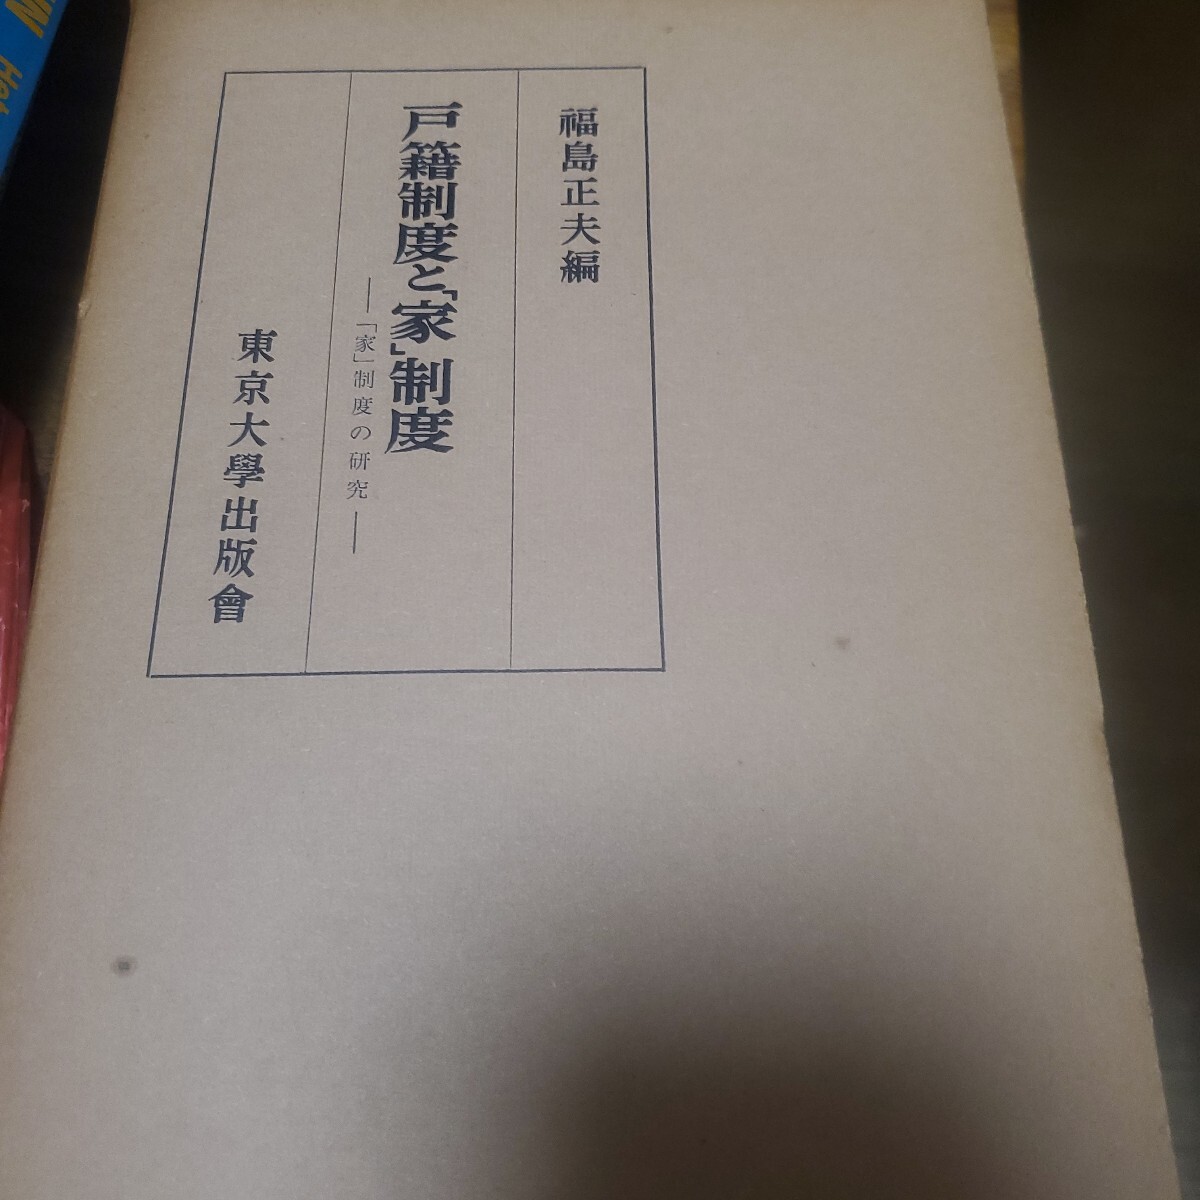 福島正夫編
戸籍制度と「家」制度
―「家」制度の研究―
東京大學出版會